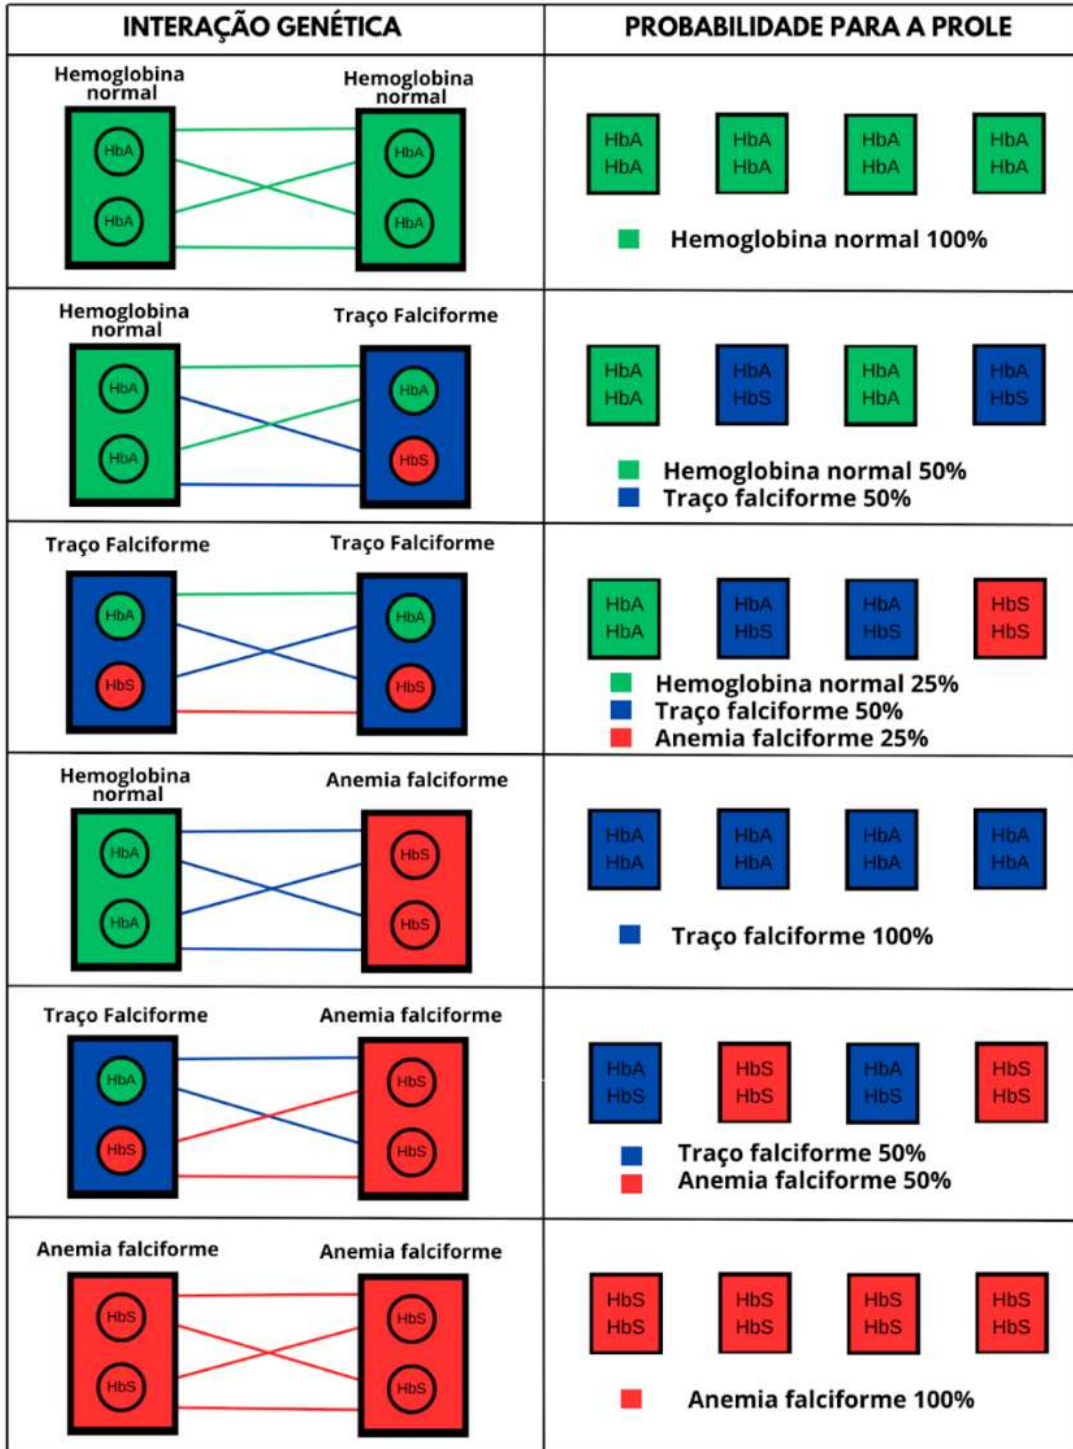 INTERAÇÃO GENÉTICA
PROBABILIDADE PARA A PROLE
Hemoglobina
normal
Hemoglobina
normal
HbA
HbA
HbA
HbA
HbA HbA HbA HbA
HbA HbA HbA HbA
Hemoglobina normal 100%
Hemoglobina
normal
Traço Falciforme
HbA
HbA
HbA
HbS
HbA HbA HbA HbA
HbA HbS HbA HbS
Hemoglobina normal 50%
Traço falciforme 50%
Traço Falciforme
Traço Falciforme
HbA
HbS
HbA
HbS
HbA HbA HbA HbS
HbA HbS HbS HbS
Hemoglobina normal 25%
Traço falciforme 50%
Anemia falciforme 25%
Hemoglobina
normal
Anemia falciforme
HbA
HbA
HbS
HbS
HbA HbA HbA HbA
HbA HbA HbA HbA
Traço falciforme 100%
Traço Falciforme
Anemia falciforme
HbA
HbS
HbS
HbS
HbA HbS HbA HbS
HbS HbS HbS HbS
Traço falciforme 50%
Anemia falciforme 50%
Anemia falciforme
Anemia falciforme
HbS
HbS
HbS
HbS
HbS HbS HbS HbS
HbS HbS HbS HbS
Anemia falciforme 100%